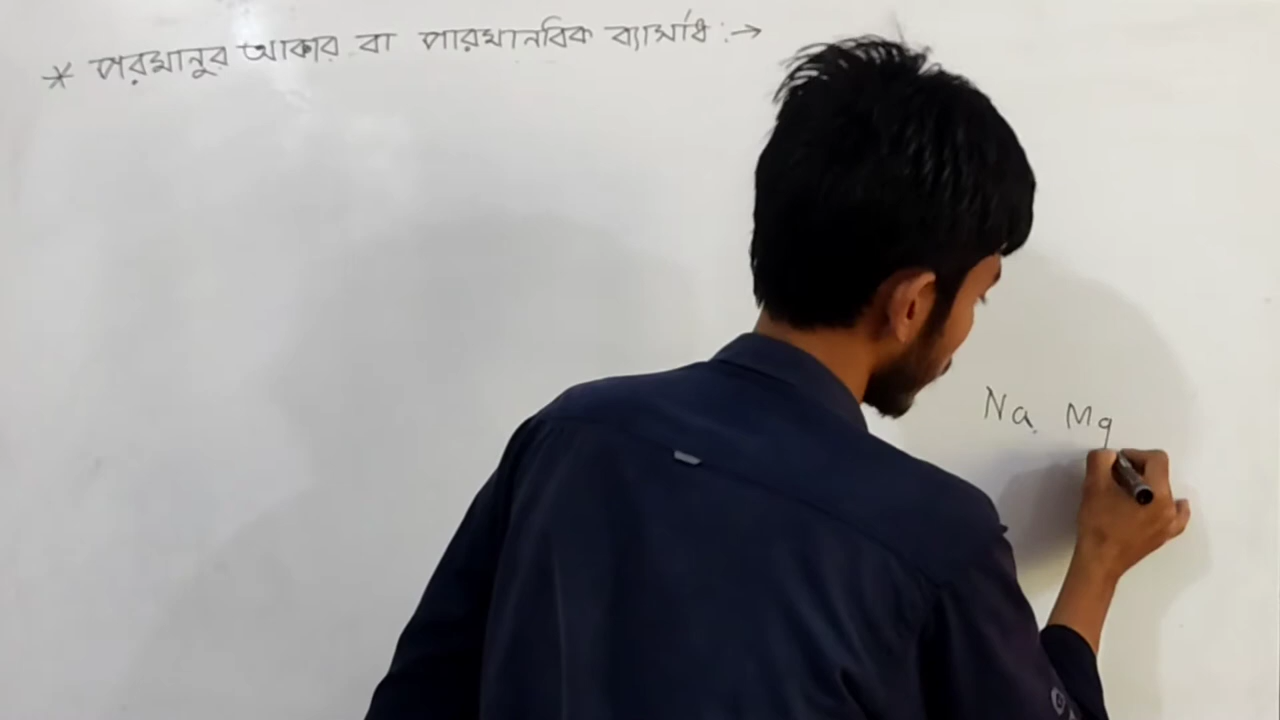 * পরমানুর আকার বা পারমানবিক ব্যাসার্ধ :→
Na Mg